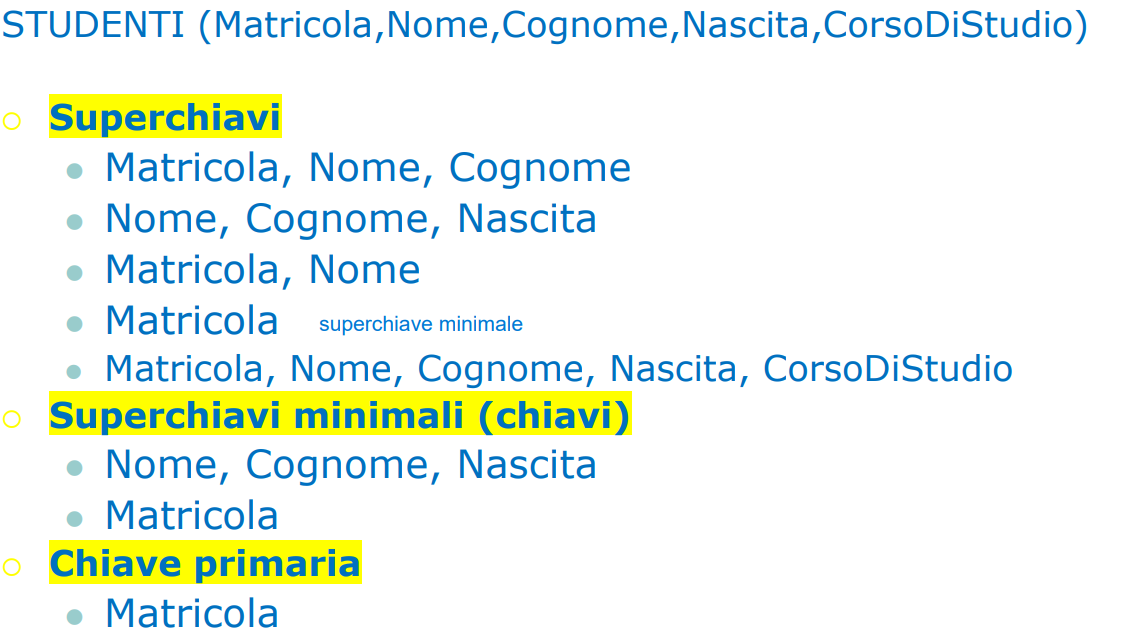 STUDENTI (Matricola,Nome,Cognome,Nascita,CorsoDiStudio)
Superchiavi
Matricola, Nome, Cognome
Nome, Cognome, Nascita
Matricola, Nome
Matricola superchiave minimale
Matricola, Nome, Cognome, Nascita, CorsoDiStudio
Superchiavi minimali (chiavi)
Nome, Cognome, Nascita
Matricola
Chiave primaria
Matricola